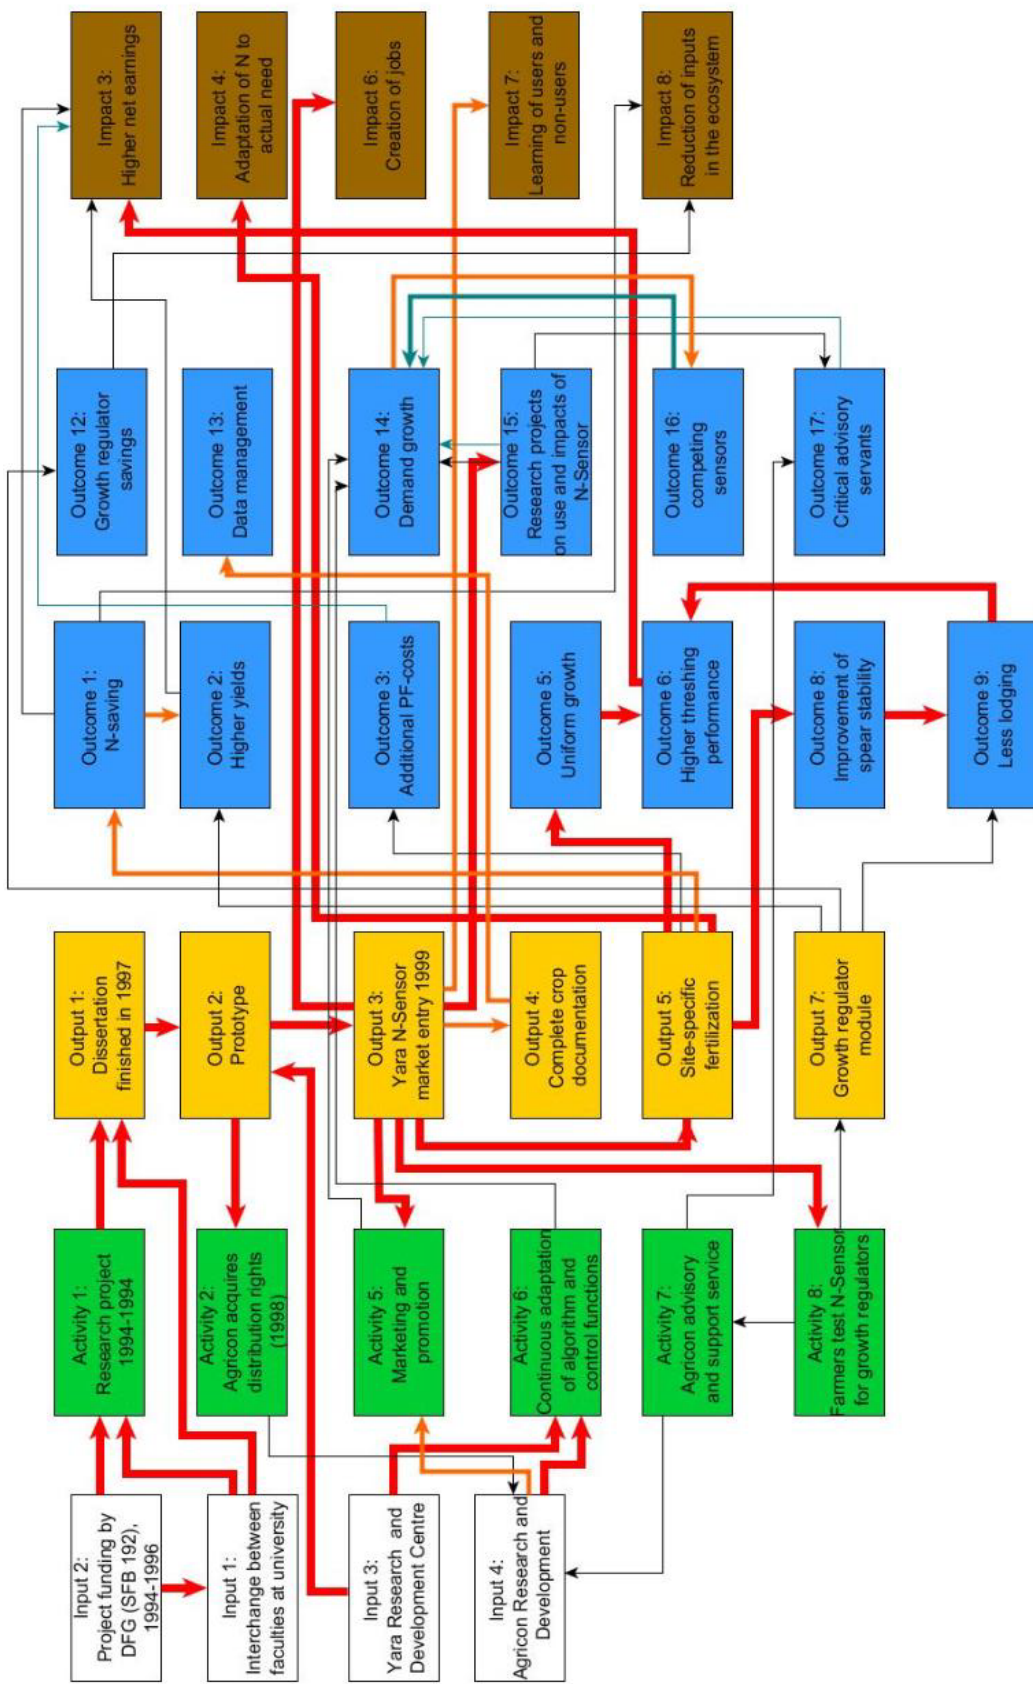 Input 2:
Project funding by
DFG (SFB 192),
1994-1996
Input 1:
Interchange between
faculties at university
Input 3:
Yara Research and
Development Centre
Input 4:
Agricon Research and
Development
Activity 1:
Research project
1994-1994
Activity 2:
Agricon acquires
distribution rights
(1998)
Activity 5:
Marketing and
promotion
Activity 6:
Continuous adaptation
of algorithm and
control functions
Activity 7:
Agricon advisory
and support service
Activity 8:
Farmers test N-Sensor
for growth regulators
Output 1:
Dissertation
finished in 1997
Output 2:
Prototype
Output 3:
Yara N-Sensor
market entry 1999
Output 4:
Complete crop
documentation
Output 5:
Site-specific
fertilization
Output 7:
Growth regulator
module
Outcome 1:
N-saving
Outcome 2:
Higher yields
Outcome 3:
Additional PF-costs
Outcome 5:
Uniform growth
Outcome 6:
Higher threshing
performance
Outcome 8:
Improvement of
spear stability
Outcome 9:
Less lodging
Outcome 12:
Growth regulator
savings
Outcome 13:
Data management
Outcome 14:
Demand growth
Outcome 15:
Research projects
on use and impacts of
N-Sensor
Outcome 16:
competing
sensors
Outcome 17:
Critical advisory
servants
Impact 3:
Higher net earnings
Impact 4:
Adaptation of N to
actual need
Impact 6:
Creation of jobs
Impact 7:
Learning of users and
non-users
Impact 8:
Reduction of inputs
in the ecosystem